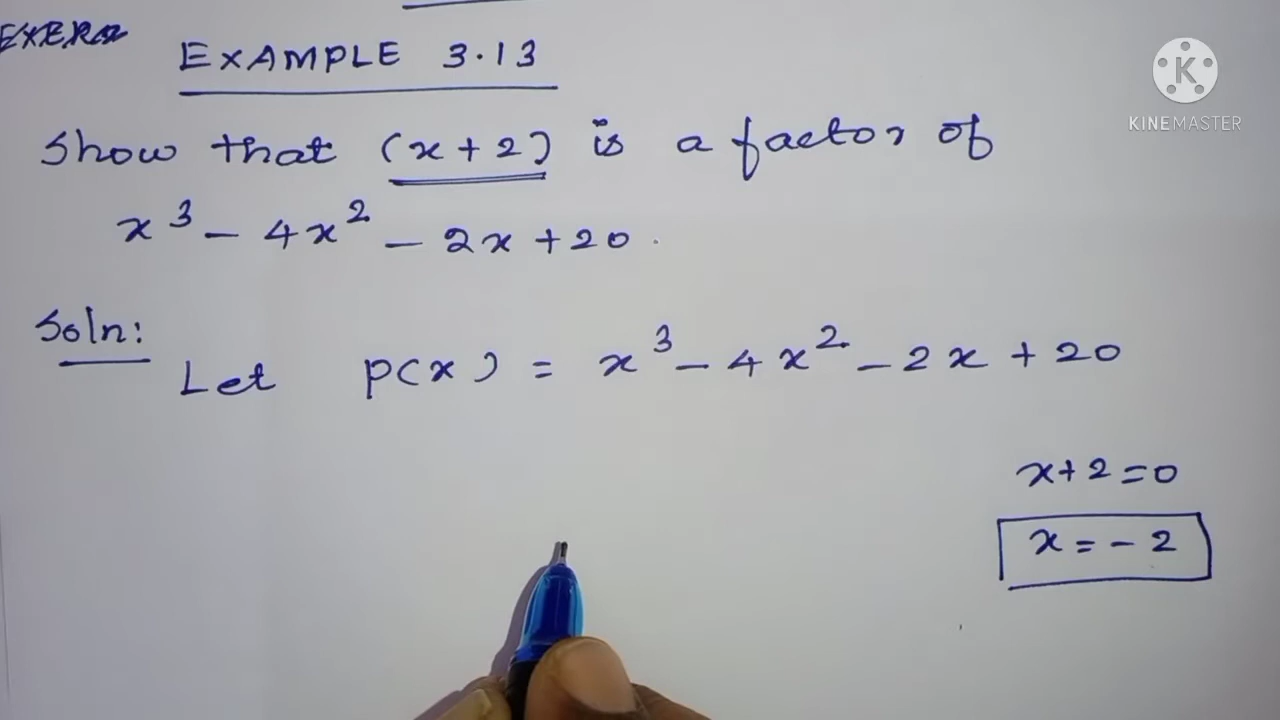 EXAMPLE 3.13
KINEMASTER
Show that (x+2) is a factor of
x³ - 4x² - 2x + 20.
Soln:
Let p(x) = x³ - 4x² - 2x + 20
x+2=0
x = - 2